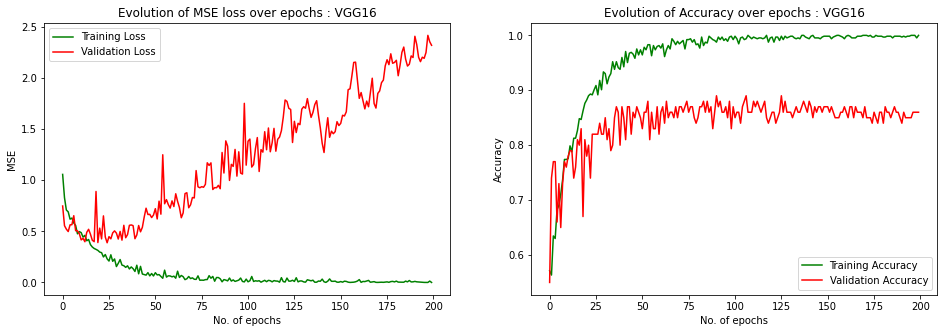 Evolution of MSE loss over epochs : VGG16
2.5
2.0
1.5
1.0
0.5
0.0
MSE
Training Loss
Validation Loss
0 25 50 75 100 125 150 175 200
No. of epochs
Evolution of Accuracy over epochs : VGG16
1.0
0.9
0.8
0.7
0.6
Accuracy
Training Accuracy
Validation Accuracy
0 25 50 75 100 125 150 175 200
No. of epochs